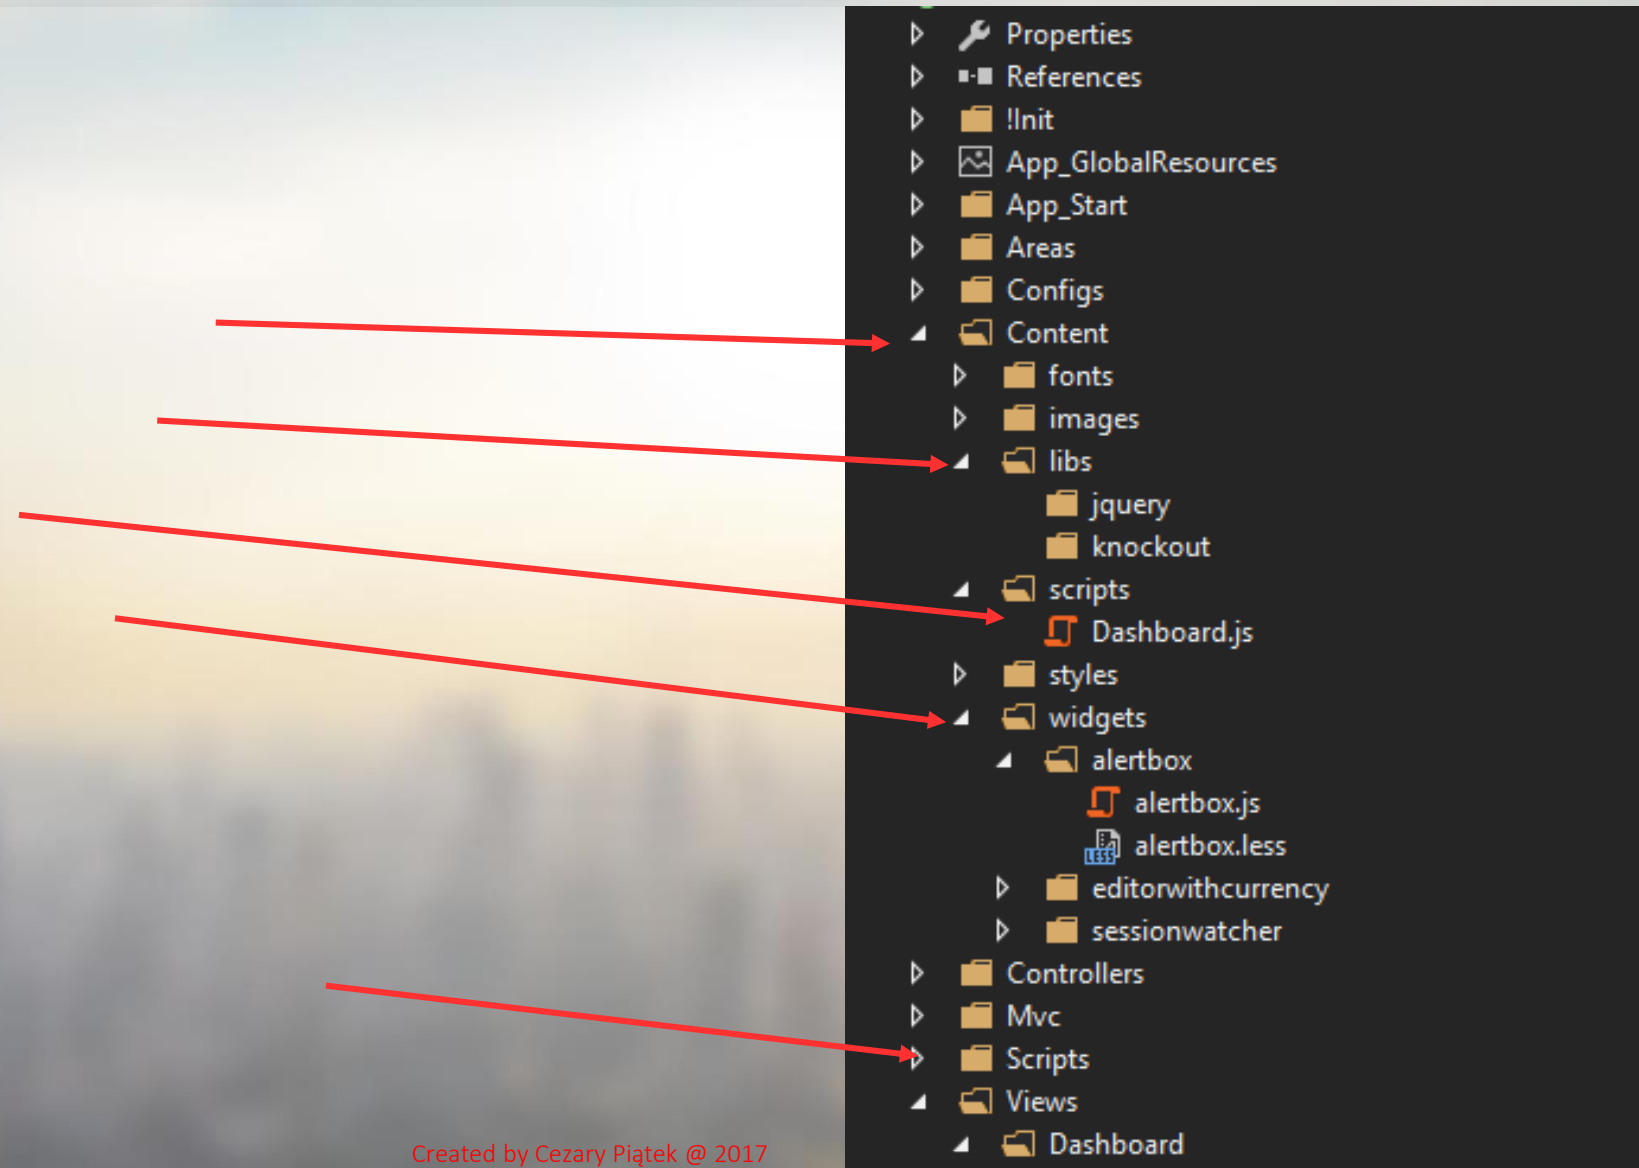 Properties
References
!Init
App_GlobalResources
App_Start
Areas
Configs
Content
fonts
images
libs
jquery
knockout
scripts
Dashboard.js
styles
widgets
alertbox
alertbox.js
LESS alertbox.less
editorwithcurrency
sessionwatcher
Controllers
Mvc
Scripts
Views
Dashboard
Created by Cezary Piątek @ 2017